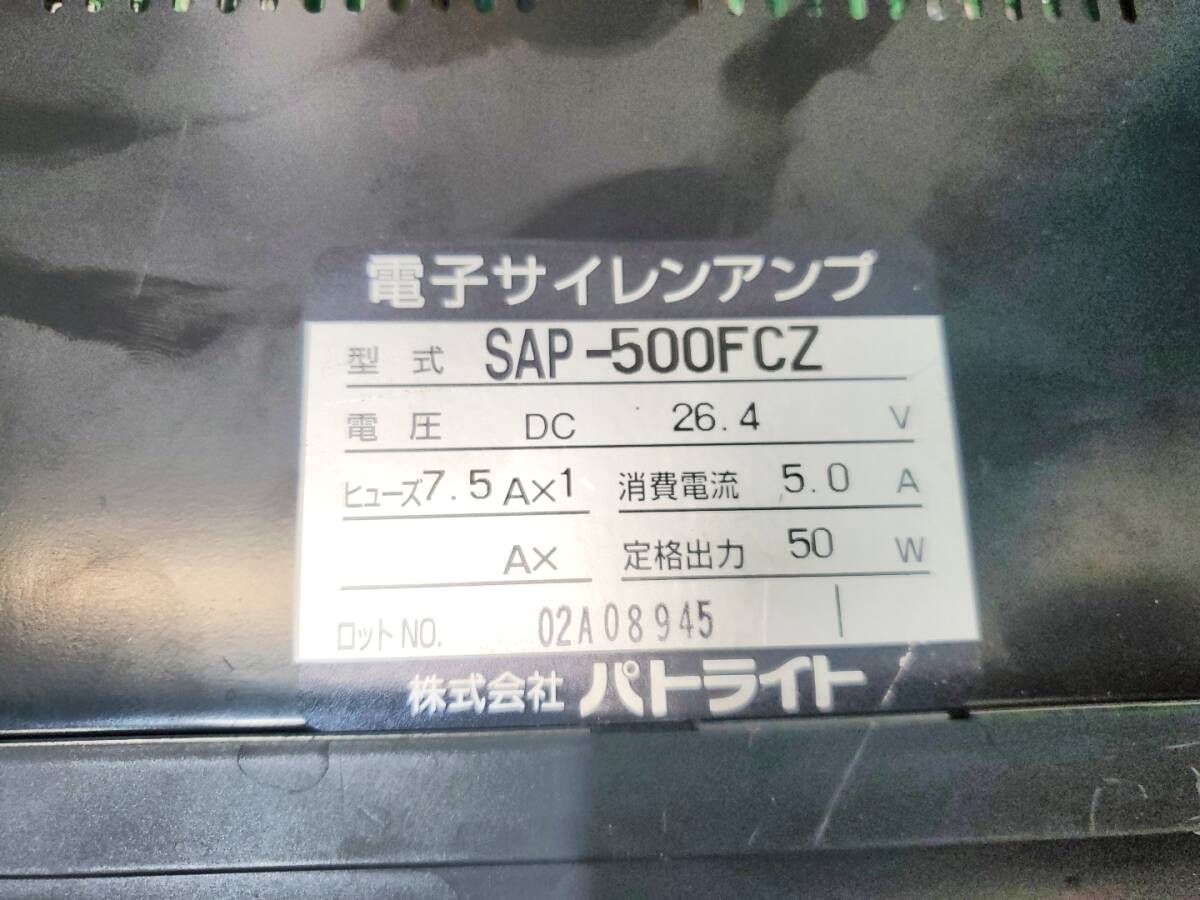 電子サイレンアンプ
型式 SAP-500FCZ
電圧 DC 26.4 V
ヒューズ 7.5 A×1 消費電流 5.0 A
A× 定格出力 50 W
ロットNO. 02A08945
株式会社 パトライト